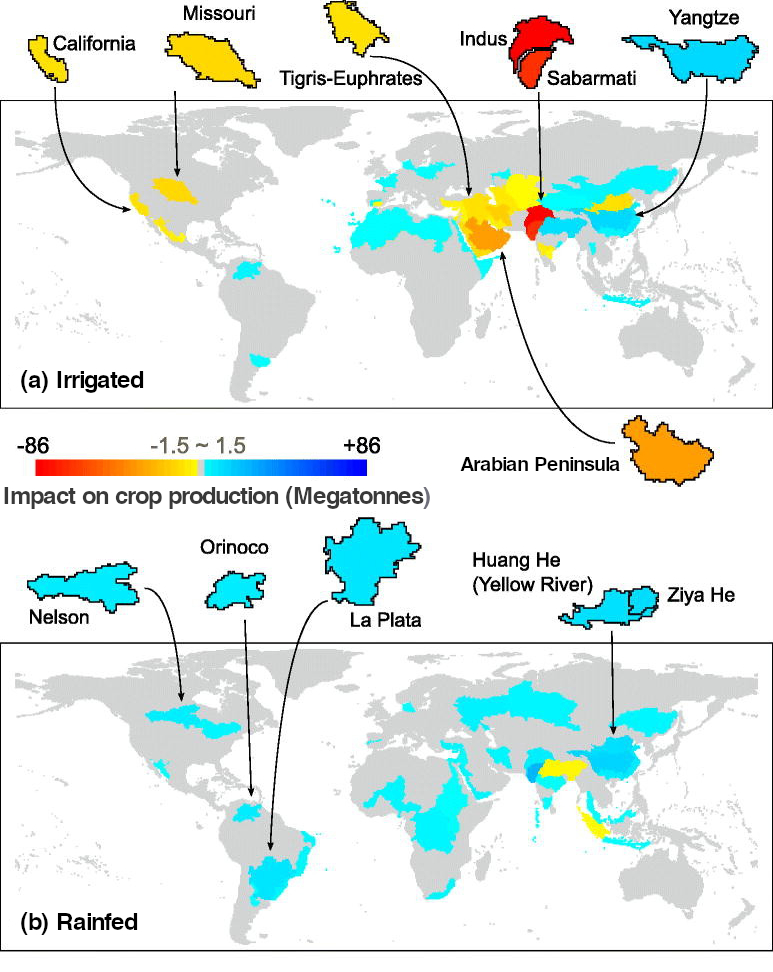 Missouri
California
Tigris-Euphrates
Indus
Sabarmati
Yangtze
(a) Irrigated
-86
-1.5 ~ 1.5
+86
Impact on crop production (Megatonnes)
Arabian Peninsula
Nelson
Orinoco
La Plata
Huang He
(Yellow River)
Ziya He
(b) Rainfed